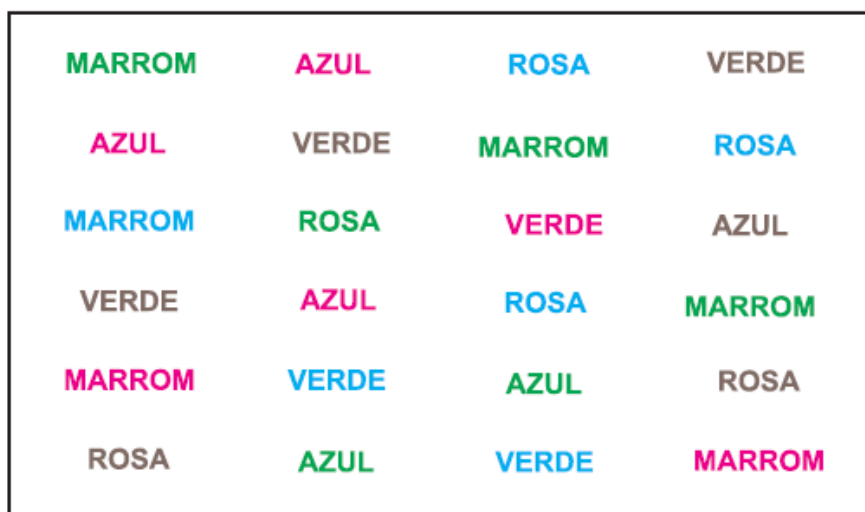 MARROM AZUL ROSA VERDE
AZUL VERDE MARROM ROSA
MARROM ROSA VERDE AZUL
VERDE AZUL ROSA MARROM
MARROM VERDE AZUL ROSA
ROSA AZUL VERDE MARROM